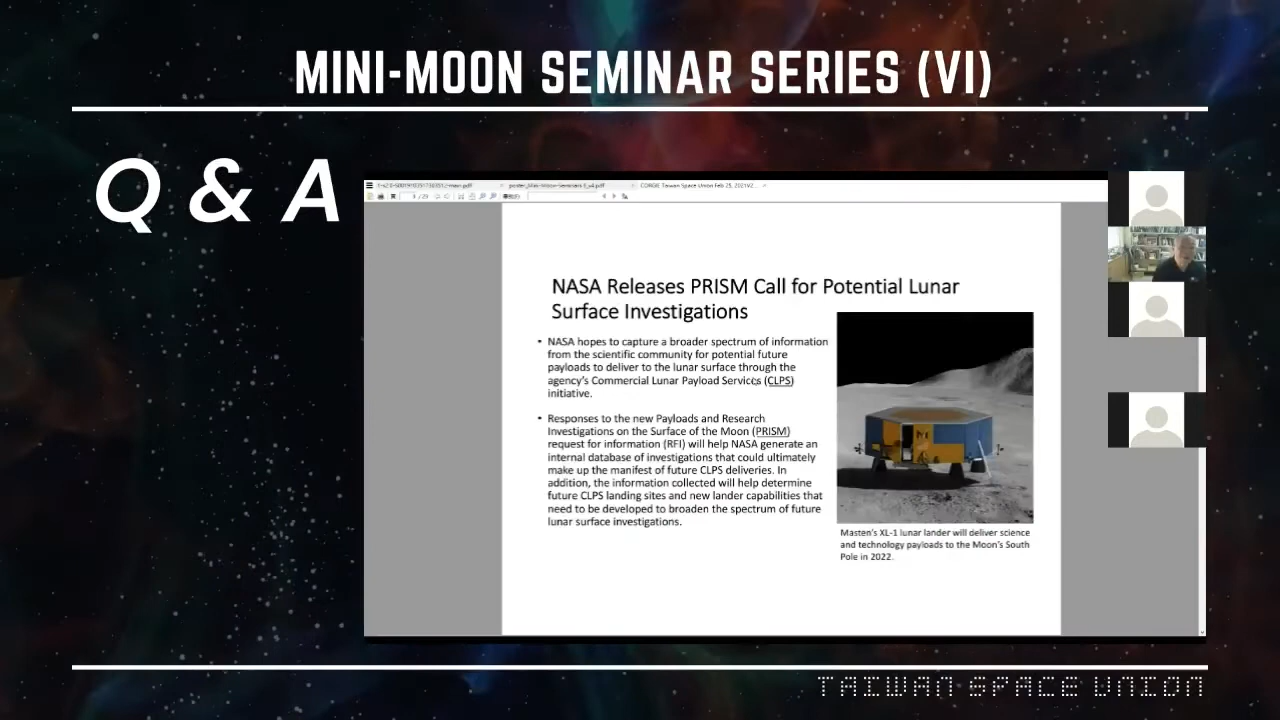 MINI-MOON SEMINAR SERIES (VI)
Q & A
NASA Releases PRISM Call for Potential Lunar
Surface Investigations
• NASA hopes to capture a broader spectrum of information
from the scientific community for potential future
payloads to deliver to the lunar surface through the
agency's Commercial Lunar Payload Services (CLPS)
initiative.
• Responses to the new Payloads and Research
Investigations on the Surface of the Moon (PRISM)
request for information (RFI) will help NASA generate an
internal database of investigations that could ultimately
make up the manifest of future CLPS deliveries. In
addition, the information collected will help determine
future CLPS landing sites and new lander capabilities that
need to be developed to broaden the spectrum of future
lunar surface investigations.
Masten's XL-1 lunar lander will deliver science
and technology payloads to the Moon's South
Pole in 2022.
TAIWAN SPACE UNION